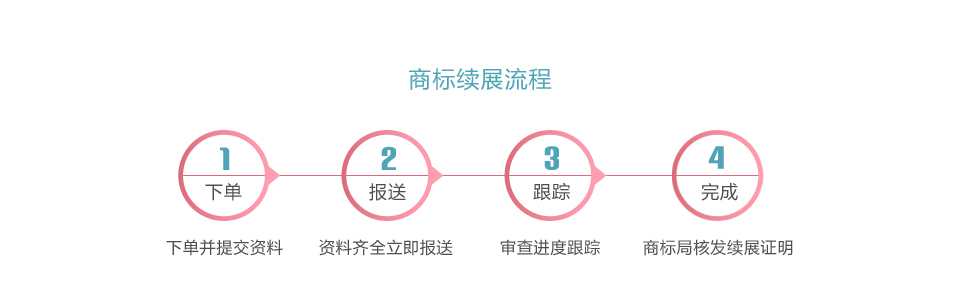 商标续展流程
1
下单
下单并提交资料
2
报送
资料齐全立即报送
3
跟踪
审查进度跟踪
4
完成
商标局核发续展证明